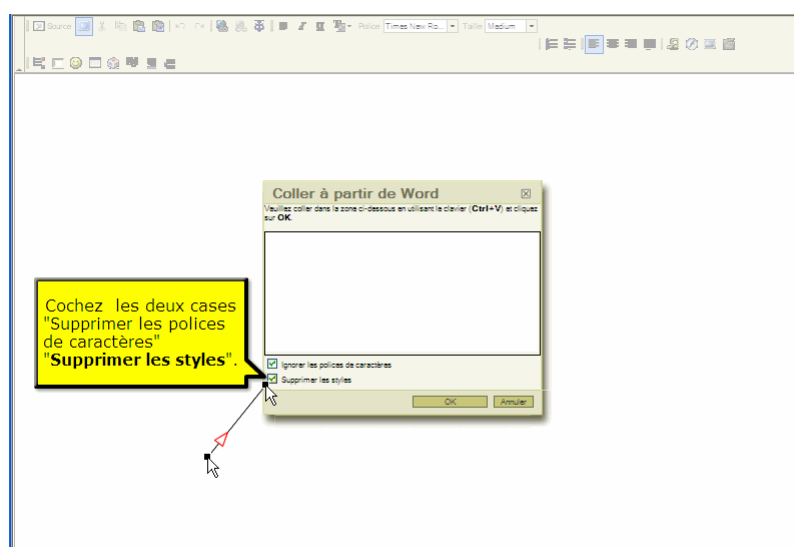 Source Police Times New Ro... Taille Medium
Coller à partir de Word
Veuillez coller dans la zone ci-dessous en utilisant le clavier (Ctrl+V) et cliquez
sur OK.
Cochez les deux cases
"Supprimer les polices
de caractères"
"Supprimer les styles".
Ignorer les polices de caractères
Supprimer les styles
OK Annuler